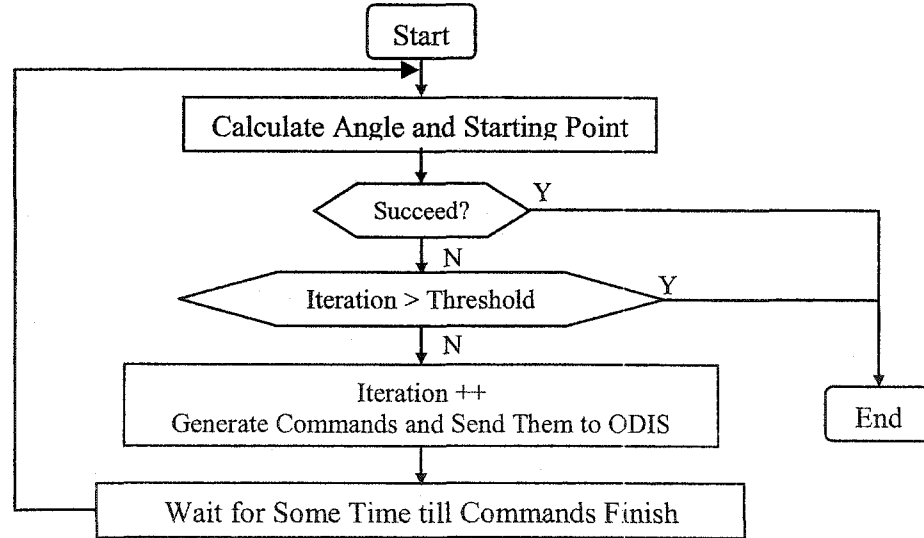 Start
Calculate Angle and Starting Point
Succeed?
Y
N
Iteration > Threshold
Y
N
Iteration ++
Generate Commands and Send Them to ODIS
End
Wait for Some Time till Commands Finish